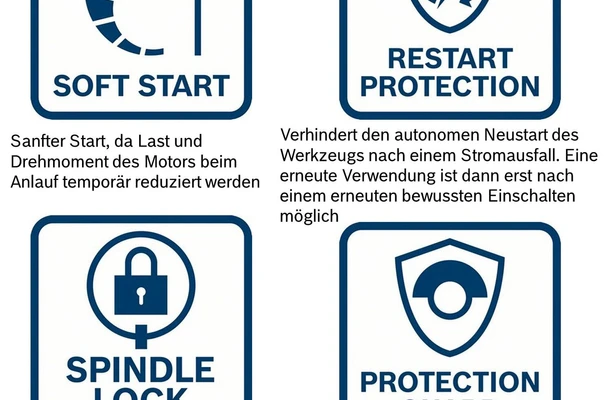 SOFT START
Sanfter Start, da Last und
Drehmoment des Motors beim
Anlauf temporär reduziert werden
RESTART
PROTECTION
Verhindert den autonomen Neustart des
Werkzeugs nach einem Stromausfall. Eine
erneute Verwendung ist dann erst nach
einem erneuten bewussten Einschalten
möglich
SPINDLE
LOCK
PROTECTION
GUARD